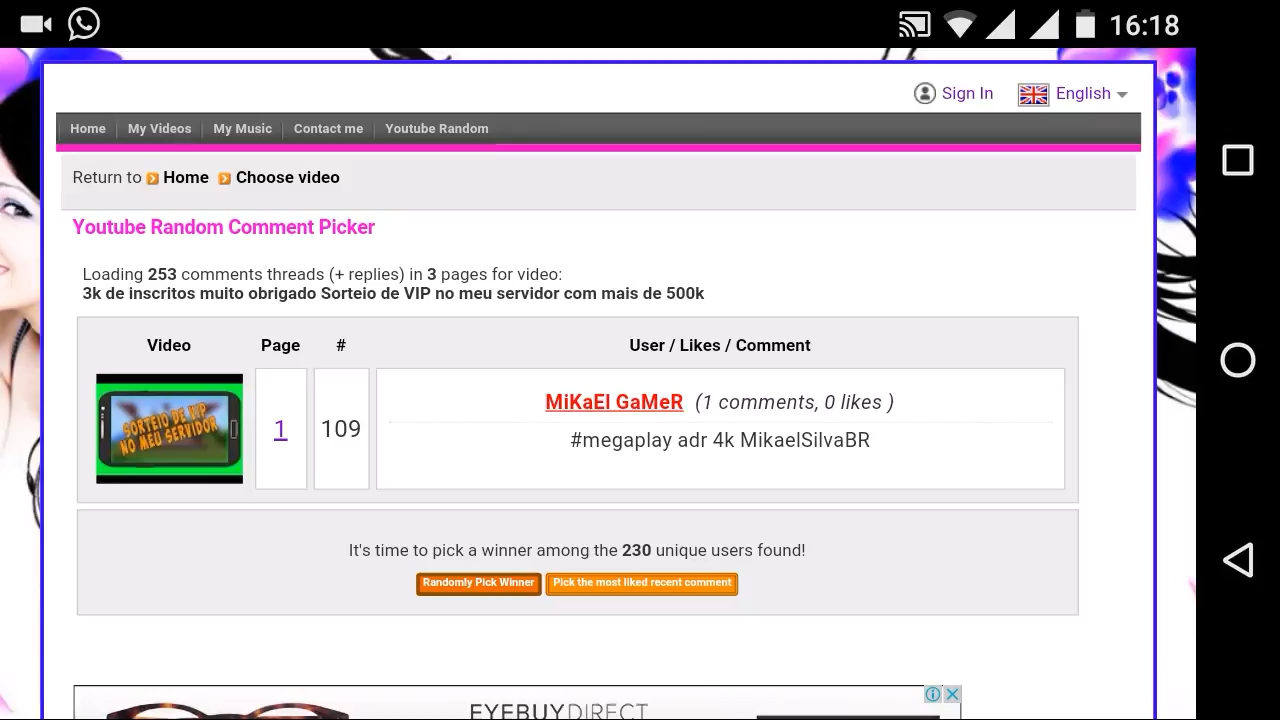 16:18
Sign In English
Home My Videos My Music Contact me Youtube Random
Return to Home Choose video
Youtube Random Comment Picker
Loading 253 comments threads (+ replies) in 3 pages for video:
3k de inscritos muito obrigado Sorteio de VIP no meu servidor com mais de 500k
Video Page # User / Likes / Comment
SORTEIO DE VIP
NO MEU SERVIDOR
1 109
MiKaEl GaMeR (1 comments, 0 likes )
#megaplay adr 4k MikaelSilvaBR
It's time to pick a winner among the 230 unique users found!
Randomly Pick Winner Pick the most liked recent comment
EYEBUYDIRECT